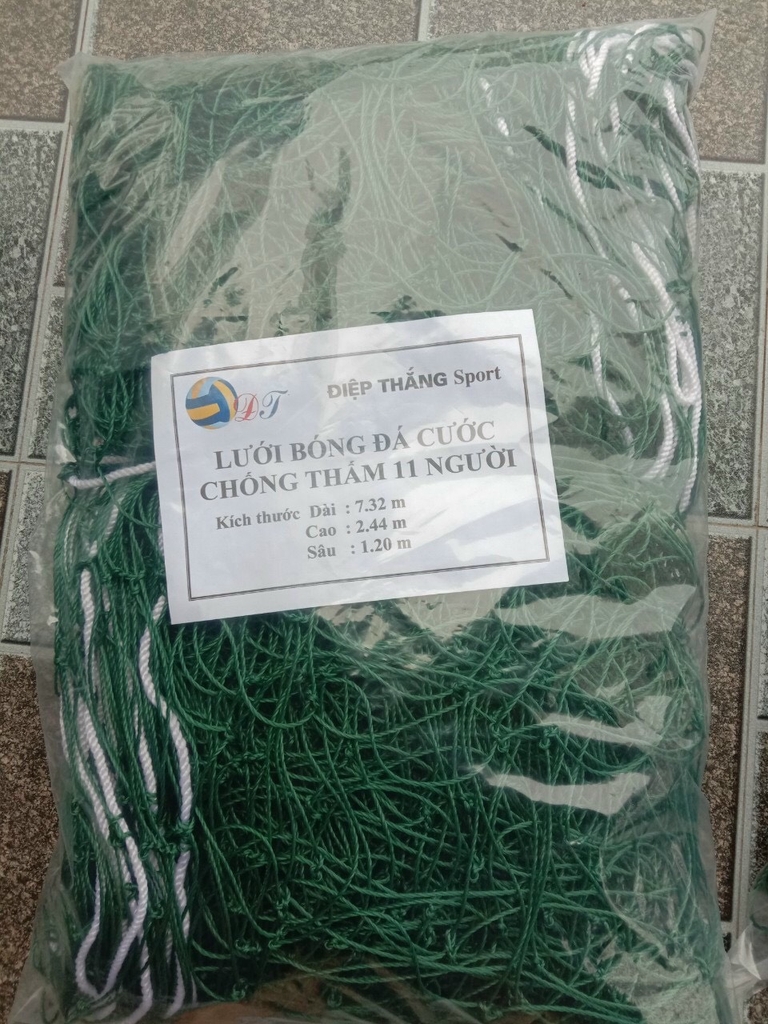 ĐT
ĐIỆP THẮNG Sport
LƯỚI BÓNG ĐÁ CƯỚC
CHỐNG THẤM 11 NGƯỜI
Kích thước Dài : 7.32 m
Cao : 2.44 m
Sâu : 1.20 m